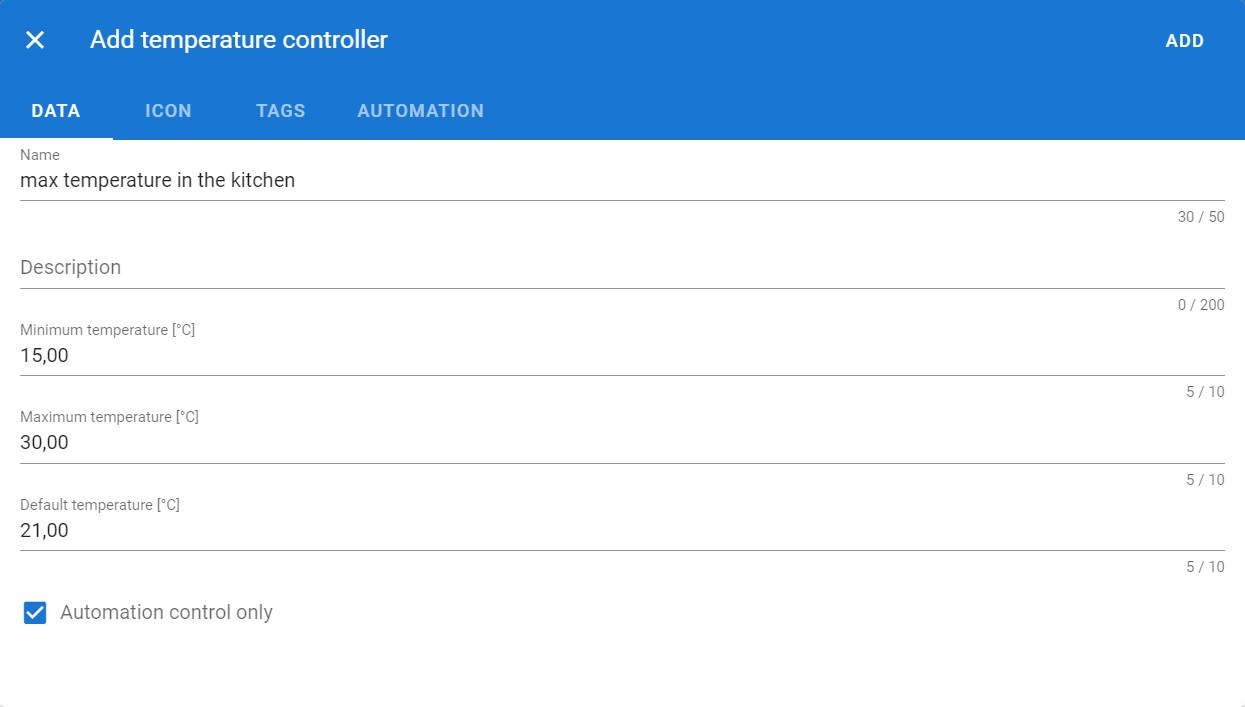 Add temperature controller
ADD
DATA ICON TAGS AUTOMATION
Name
max temperature in the kitchen
30 / 50
Description
0 / 200
Minimum temperature [°C]
15,00
5 / 10
Maximum temperature [°C]
30,00
5 / 10
Default temperature [°C]
21,00
5 / 10
Automation control only